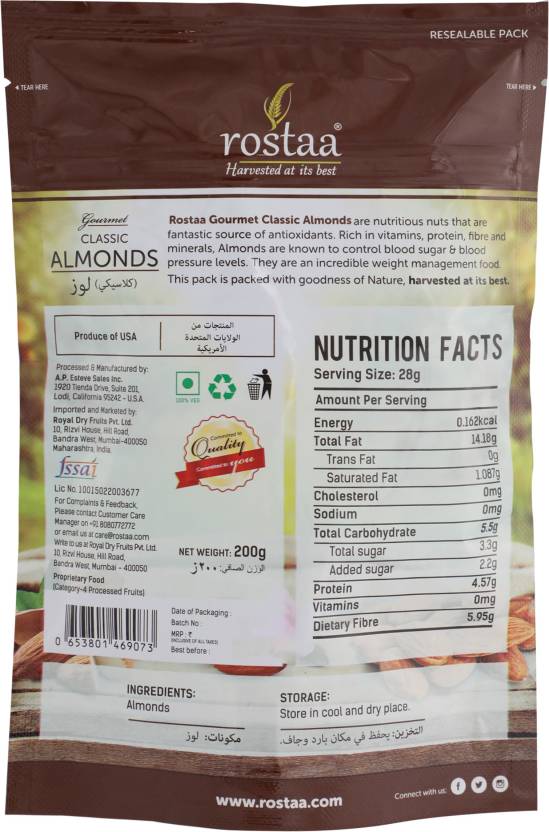 RESEALABLE PACK
TEAR HERE
TEAR HERE
rostaa®
Harvested at its best
Gourmet
CLASSIC
ALMONDS
لوز (كلاسيكي)
Rostaa Gourmet Classic Almonds are nutritious nuts that are
fantastic source of antioxidants. Rich in vitamins, protein, fibre and
minerals, Almonds are known to control blood sugar & blood
pressure levels. They are an incredible weight management food.
This pack is packed with goodness of Nature, harvested at its best.
Produce of USA
المنتجات من
الولايات المتحدة
الأمريكية
Processed & Manufactured by:
A.P. Esteve Sales Inc.
1920 Tienda Drive, Suite 201,
Lodi, California 95242 - U.S.A.
Imported and Marketed by:
Royal Dry Fruits Pvt. Ltd.
10, Rizvi House, Hill Road,
Bandra West, Mumbai-400050
Maharashtra, India.
fssai
Lic No. 10015022003677
For Complaints & Feedback,
Please contact Customer Care
Manager on +91 8080772772
or email us at care@rostaa.com
Write to us at Royal Dry Fruits Pvt. Ltd.
10, Rizvi House, Hill Road,
Bandra West, Mumbai - 400050
Proprietary Food
(Category-4 Processed Fruits)
100% VEG
Committed to
Quality
Committed to you
NET WEIGHT: 200g
الوزن الصافي: ٢٠٠ ز
NUTRITION FACTS
Serving Size: 28g
Amount Per Serving
Energy 0.162kcal
Total Fat 14.18g
Trans Fat 0g
Saturated Fat 1.087g
Cholesterol 0mg
Sodium 0mg
Total Carbohydrate 5.5g
Total sugar 3.3g
Added sugar 2.2g
Protein 4.57g
Vitamins 0mg
Dietary Fibre 5.95g
0 653801 469073
Date of Packaging :
Batch No :
MRP : ₹
(INCLUSIVE OF ALL TAXES)
Best before :
INGREDIENTS:
Almonds
مكونات: لوز
STORAGE:
Store in cool and dry place.
التخزين: يحفظ في مكان بارد وجاف.
www.rostaa.com
Connect with us: